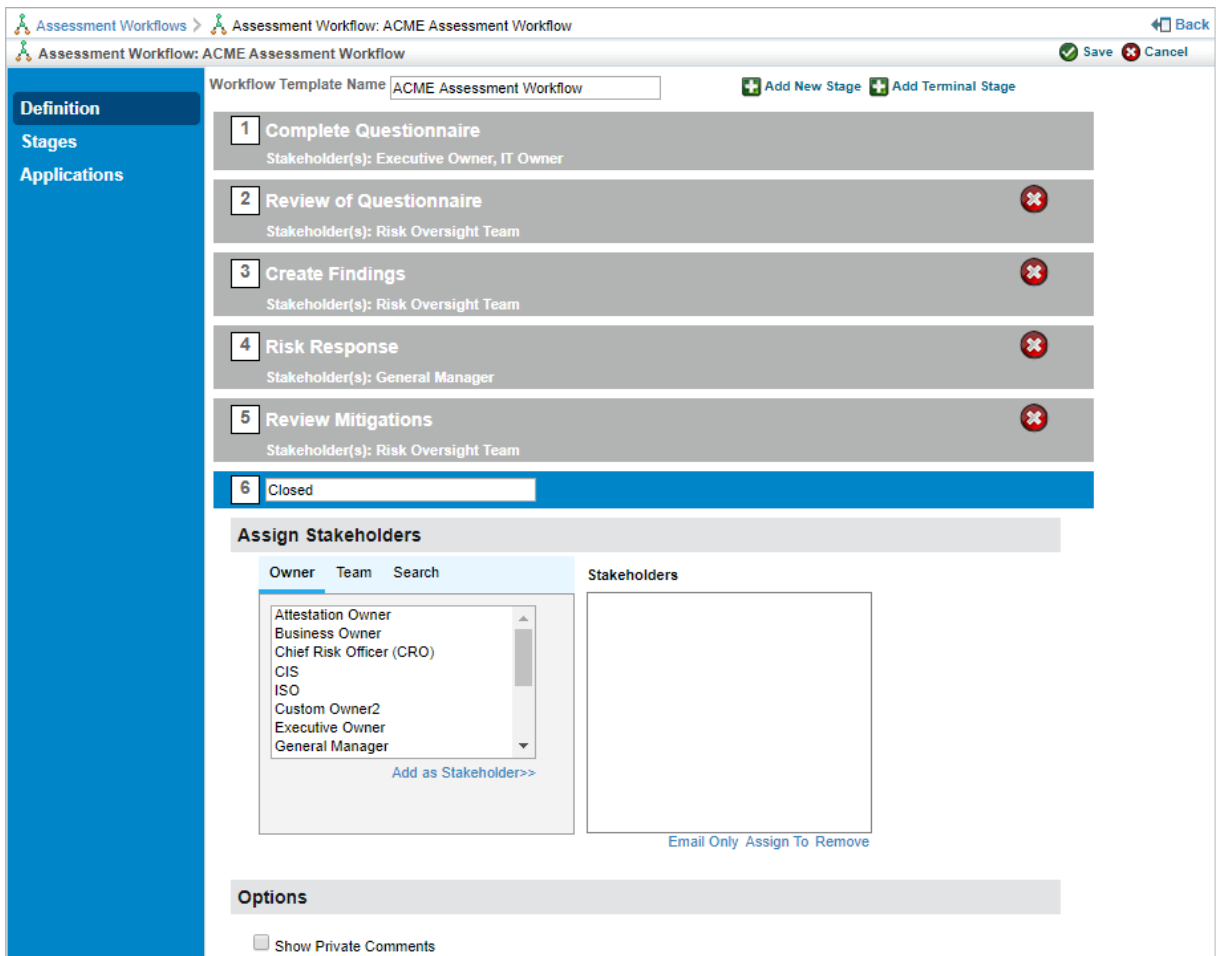 Assessment Workflows > Assessment Workflow: ACME Assessment Workflow Back
Assessment Workflow: ACME Assessment Workflow Save Cancel
Definition
Stages
Applications
Workflow Template Name ACME Assessment Workflow Add New Stage Add Terminal Stage
1 Complete Questionnaire
Stakeholder(s): Executive Owner, IT Owner
2 Review of Questionnaire
Stakeholder(s): Risk Oversight Team
3 Create Findings
Stakeholder(s): Risk Oversight Team
4 Risk Response
Stakeholder(s): General Manager
5 Review Mitigations
Stakeholder(s): Risk Oversight Team
6 Closed
Assign Stakeholders
Owner Team Search
Attestation Owner
Business Owner
Chief Risk Officer (CRO)
CIS
ISO
Custom Owner2
Executive Owner
General Manager
Add as Stakeholder>>
Stakeholders
Email Only Assign To Remove
Options
Show Private Comments